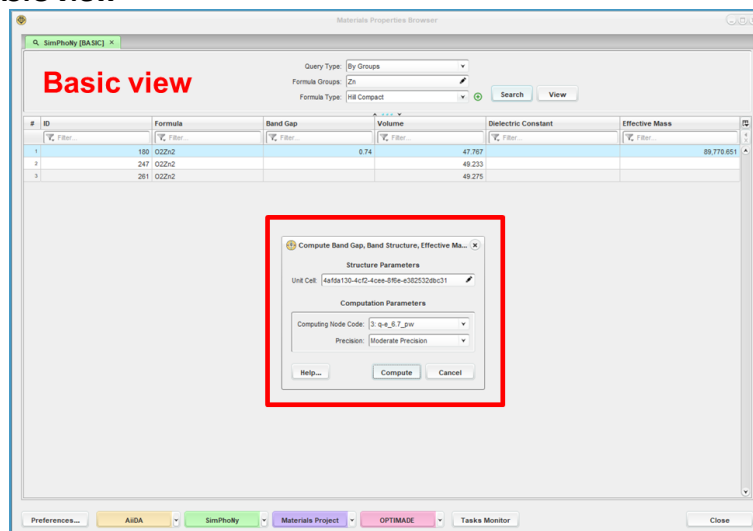 Materials Properties Browser
SimPhoNy [BASIC] ×
Basic view
Query Type: By Groups
Formula Groups: Zn
Formula Type: Hill Compact
Search View
# ID Formula Band Gap Volume Dielectric Constant Effective Mass
Filter... Filter... Filter... Filter... Filter... Filter...
1 180 O2Zn2 0.74 47.767 89,770.651
2 247 O2Zn2 49.233
3 261 O2Zn2 49.275
Compute Band Gap, Band Structure, Effective Ma...
Structure Parameters
Unit Cell: 4afda130-4cf2-4cee-8f6e-e382532dbc31
Computation Parameters
Computing Node Code: 3: q-e_6.7_pw
Precision: Moderate Precision
Help... Compute Cancel
Preferences... AiiDA SimPhoNy Materials Project OPTIMADE Tasks Monitor Close